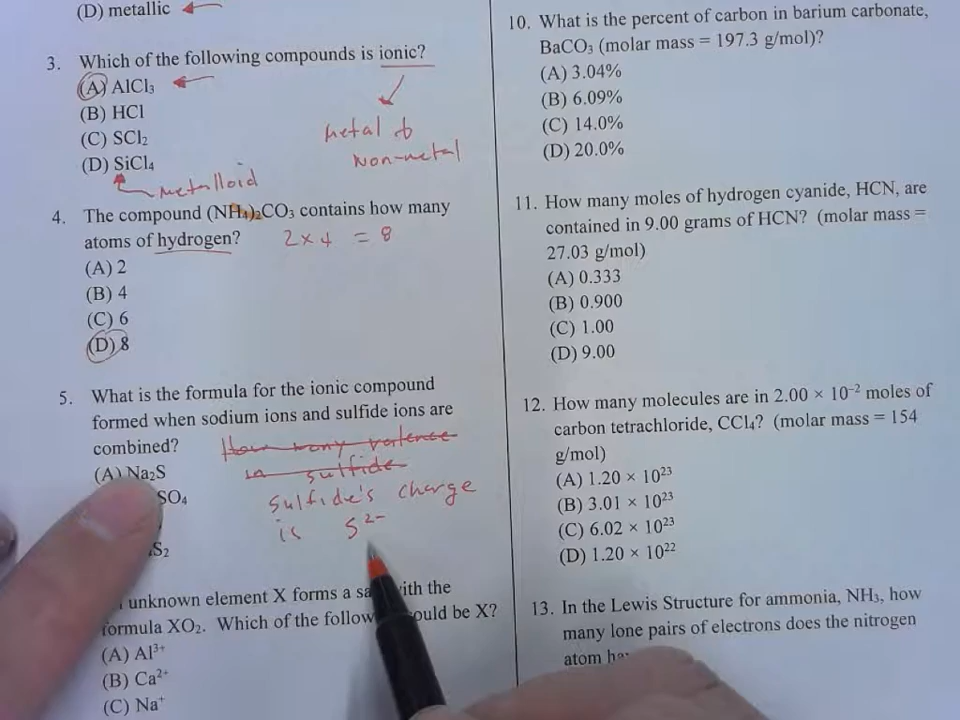 (D) metallic
3. Which of the following compounds is ionic?
(A) AlCl₃
(B) HCl
(C) SCl₂
(D) SiCl₄
metal to
non-metal
metalloid
4. The compound (NH₄)₂CO₃ contains how many
atoms of hydrogen? 2 x 4 = 8
(A) 2
(B) 4
(C) 6
(D) 8
5. What is the formula for the ionic compound
formed when sodium ions and sulfide ions are
combined?
How many valence
in sulfide
(A) Na₂S
SO₄
S₂
sulfide's charge
is S²⁻
unknown element X forms a with the
formula XO₂. Which of the ould be X?
(A) Al³⁺
(B) Ca²⁺
(C) Na⁺
10. What is the percent of carbon in barium carbonate,
BaCO₃ (molar mass = 197.3 g/mol)?
(A) 3.04%
(B) 6.09%
(C) 14.0%
(D) 20.0%
11. How many moles of hydrogen cyanide, HCN, are
contained in 9.00 grams of HCN? (molar mass =
27.03 g/mol)
(A) 0.333
(B) 0.900
(C) 1.00
(D) 9.00
12. How many molecules are in 2.00 × 10⁻² moles of
carbon tetrachloride, CCl₄? (molar mass = 154
g/mol)
(A) 1.20 × 10²³
(B) 3.01 × 10²³
(C) 6.02 × 10²³
(D) 1.20 × 10²²
13. In the Lewis Structure for ammonia, NH₃, how
many lone pairs of electrons does the nitrogen
atom